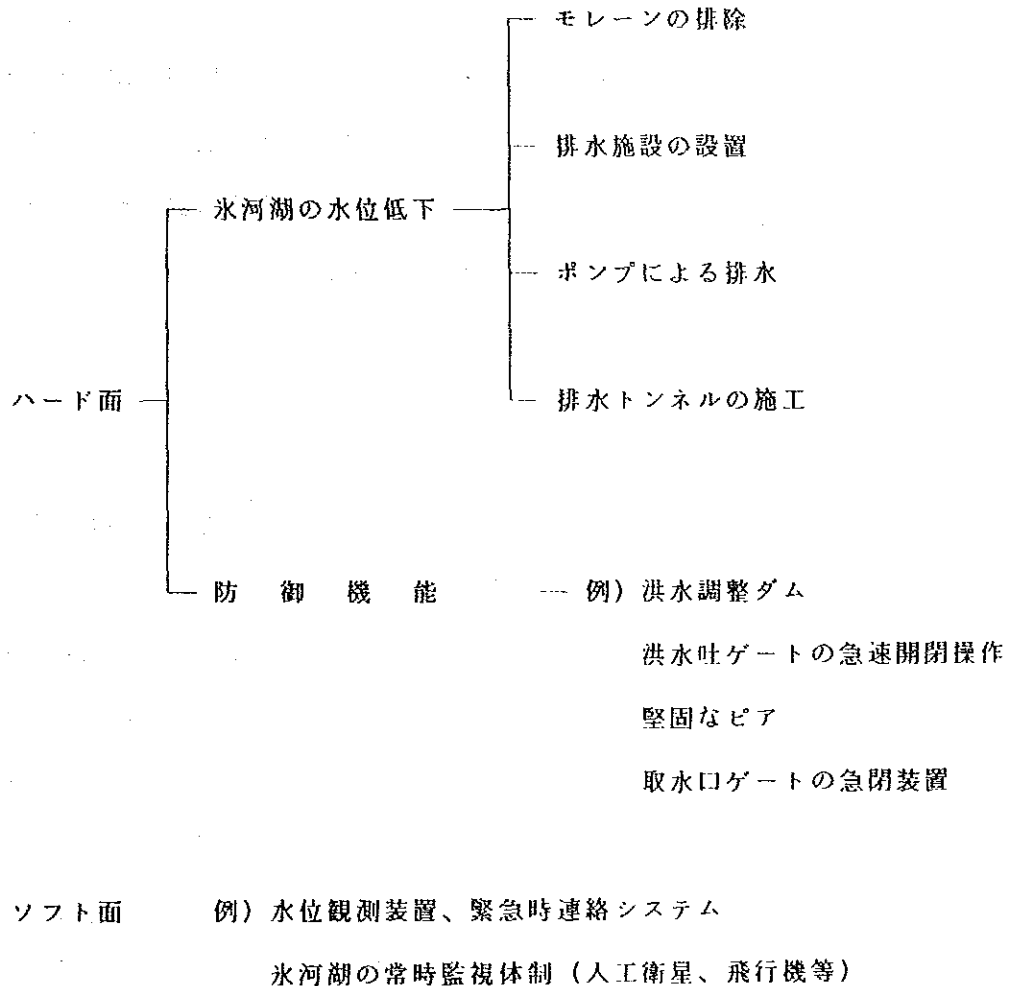 モレーンの排除
排水施設の設置
氷河湖の水位低下
ポンプによる排水
ハード面
排水トンネルの施工
防御機能 例）洪水調整ダム
洪水吐ゲートの急速開閉操作
堅固なピア
取水口ゲートの急閉装置
ソフト面 例）水位観測装置、緊急時連絡システム
氷河湖の常時監視体制（人工衛星、飛行機等）